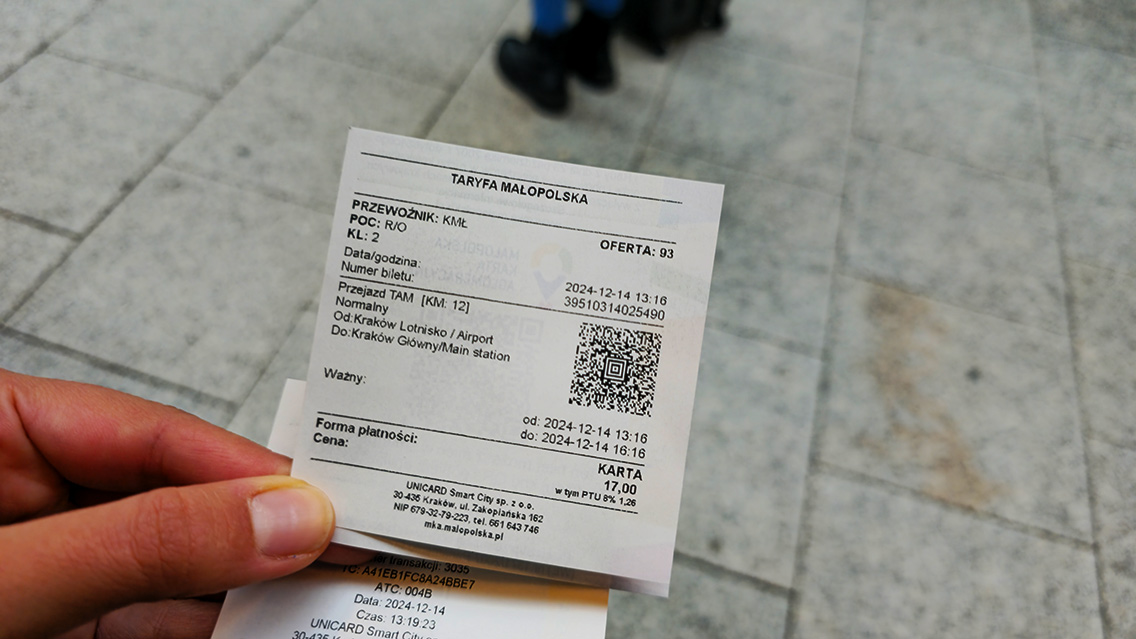 TARYFA MAŁOPOLSKA
PRZEWOŹNIK: KMŁ
POC: R/O OFERTA: 93
KL: 2
Data/godzina: 2024-12-14 13:16
Numer biletu: 39510314025490
Przejazd TAM [KM: 12]
Normalny
Od:Kraków Lotnisko / Airport
Do:Kraków Główny/Main station
Ważny:
od: 2024-12-14 13:16
do: 2024-12-14 16:16
Forma płatności: KARTA
Cena: 17,00
w tym PTU 8% 1,26
UNICARD Smart City sp. z o.o.
30-435 Kraków, ul. Zakopiańska 162
NIP 679-32-79-223, tel. 661 643 746
mka.malopolska.pl
transakcji: 3035
TC: A41EB1FC8A24BBE7
ATC: 004B
Data: 2024-12-14
Czas: 13:19:23
UNICARD Smart City
30-435